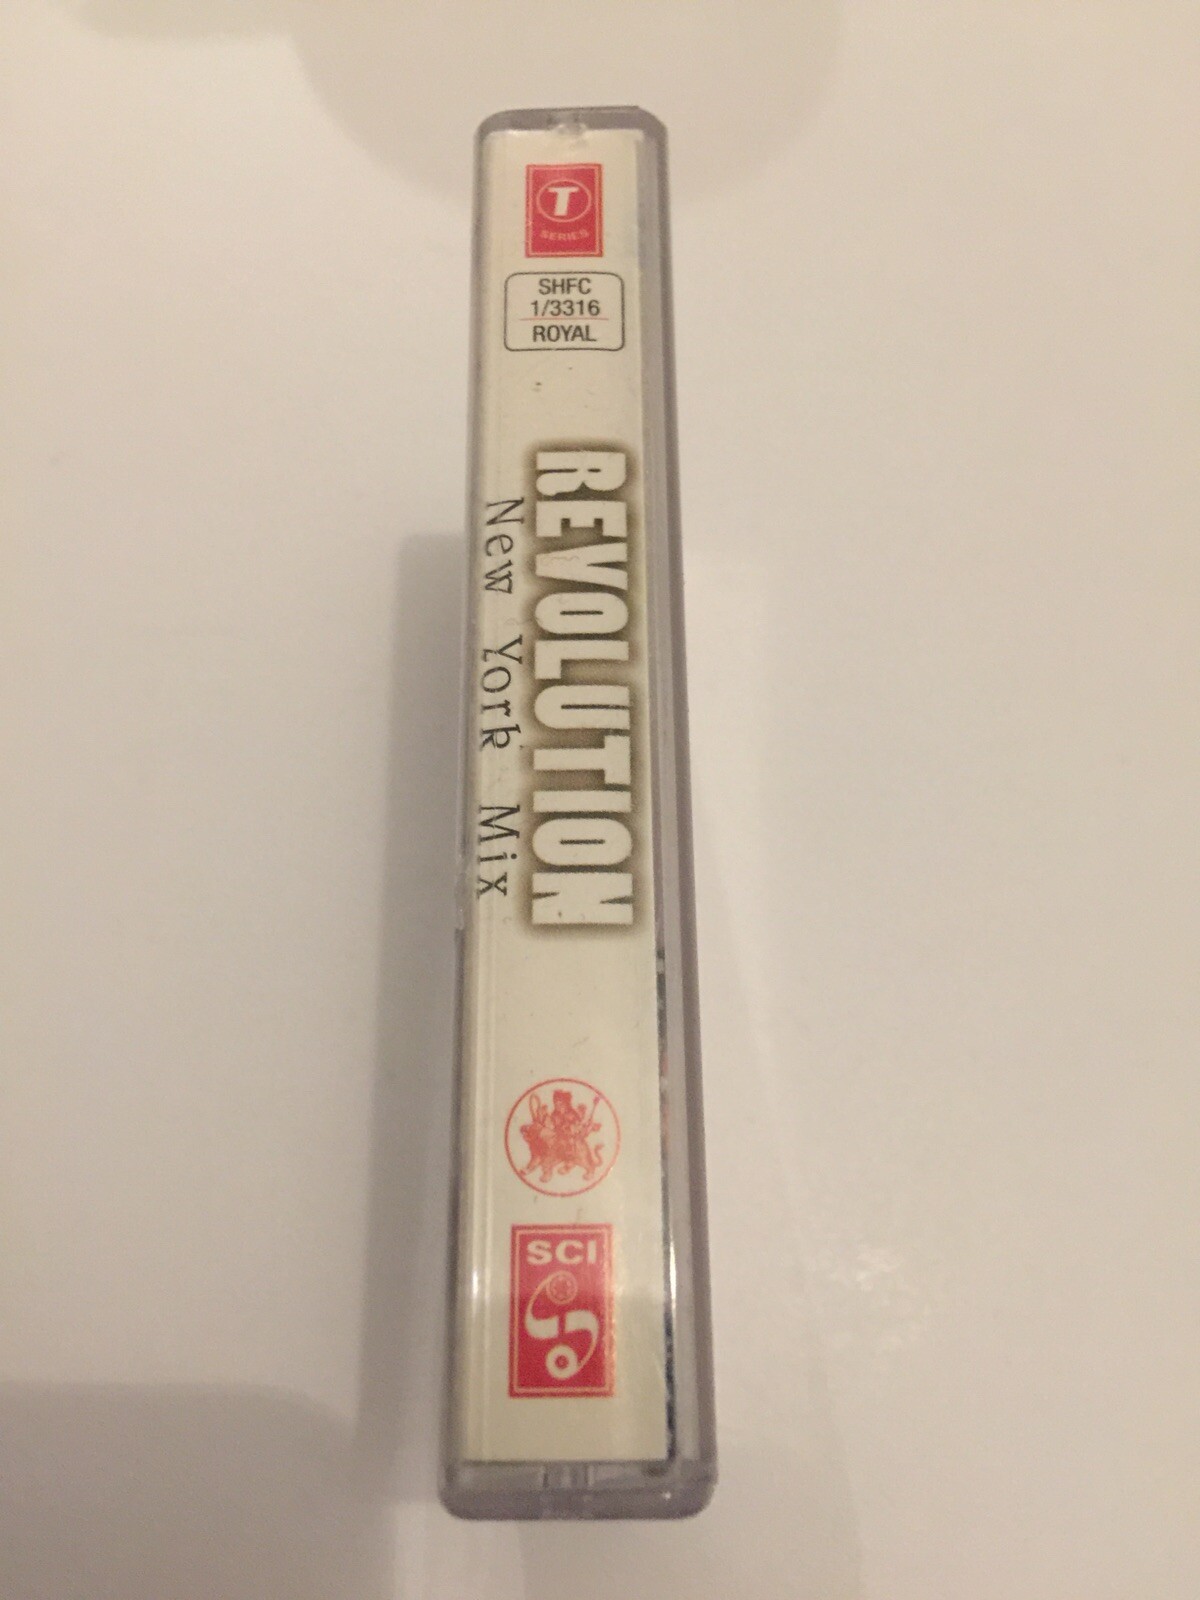 T
SERIES
SHFC
1/3316
ROYAL
REVOLUTION
New York Mix
SCI